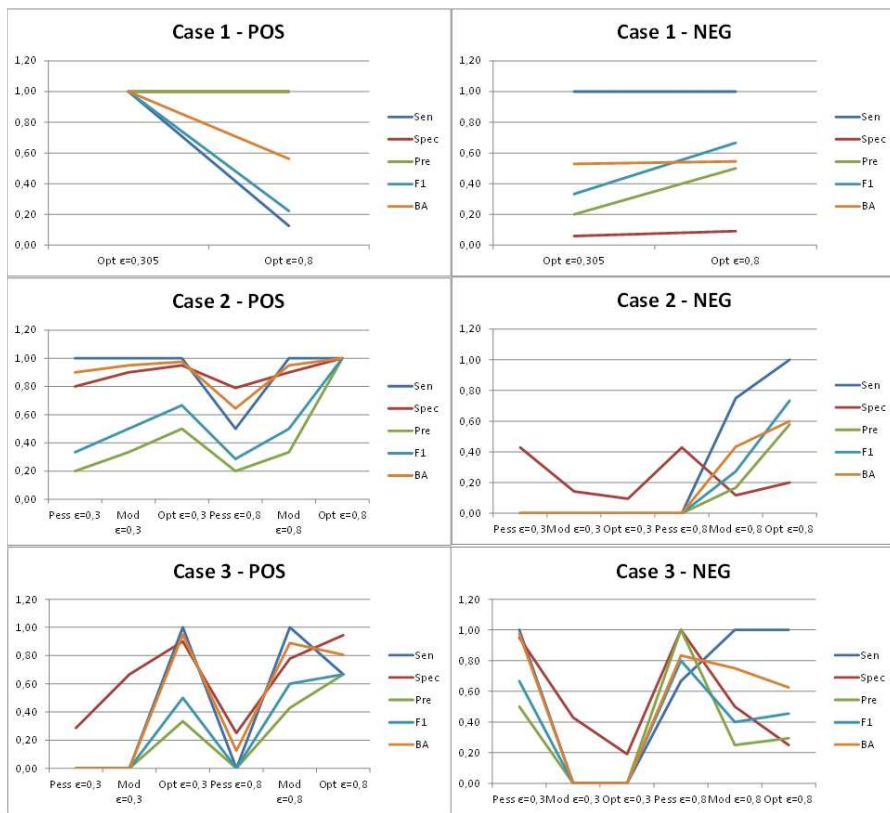 Case 1 - POS
1,20
1,00
0,80
0,60
0,40
0,20
0,00
Opt ε=0,305
Opt ε=0,8
Sen
Spec
Pre
F1
BA
Case 1 - NEG
1,20
1,00
0,80
0,60
0,40
0,20
0,00
Opt ε=0,305
Opt ε=0,8
Sen
Spec
Pre
F1
BA
Case 2 - POS
1,20
1,00
0,80
0,60
0,40
0,20
0,00
Pess ε=0,3
Mod
ε=0,3
Opt ε=0,3
Pess ε=0,8
Mod
ε=0,8
Opt ε=0,8
Sen
Spec
Pre
F1
BA
Case 2 - NEG
1,20
1,00
0,80
0,60
0,40
0,20
0,00
Pess ε=0,3
Mod ε=0,3
Opt ε=0,3
Pess ε=0,8
Mod ε=0,8
Opt ε=0,8
Sen
Spec
Pre
F1
BA
Case 3 - POS
1,20
1,00
0,80
0,60
0,40
0,20
0,00
Pess ε=0,3
Mod
ε=0,3
Opt ε=0,3
Pess ε=0,8
Mod
ε=0,8
Opt ε=0,8
Sen
Spec
Pre
F1
BA
Case 3 - NEG
1,20
1,00
0,80
0,60
0,40
0,20
0,00
Pess ε=0,3
Mod ε=0,3
Opt ε=0,3
Pess ε=0,8
Mod ε=0,8
Opt ε=0,8
Sen
Spec
Pre
F1
BA